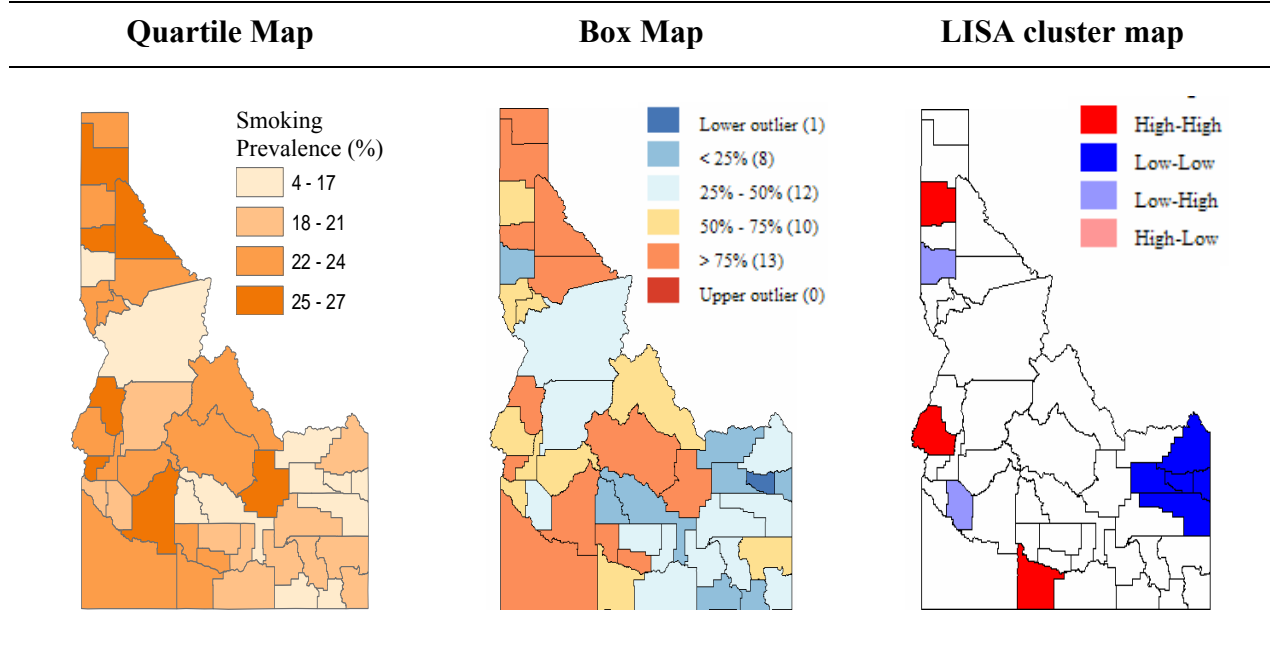 Quartile Map
Box Map
LISA cluster map
Smoking
Prevalence (%)
4 - 17
18 - 21
22 - 24
25 - 27
Lower outlier (1)
< 25% (8)
25% - 50% (12)
50% - 75% (10)
> 75% (13)
Upper outlier (0)
High-High
Low-Low
Low-High
High-Low